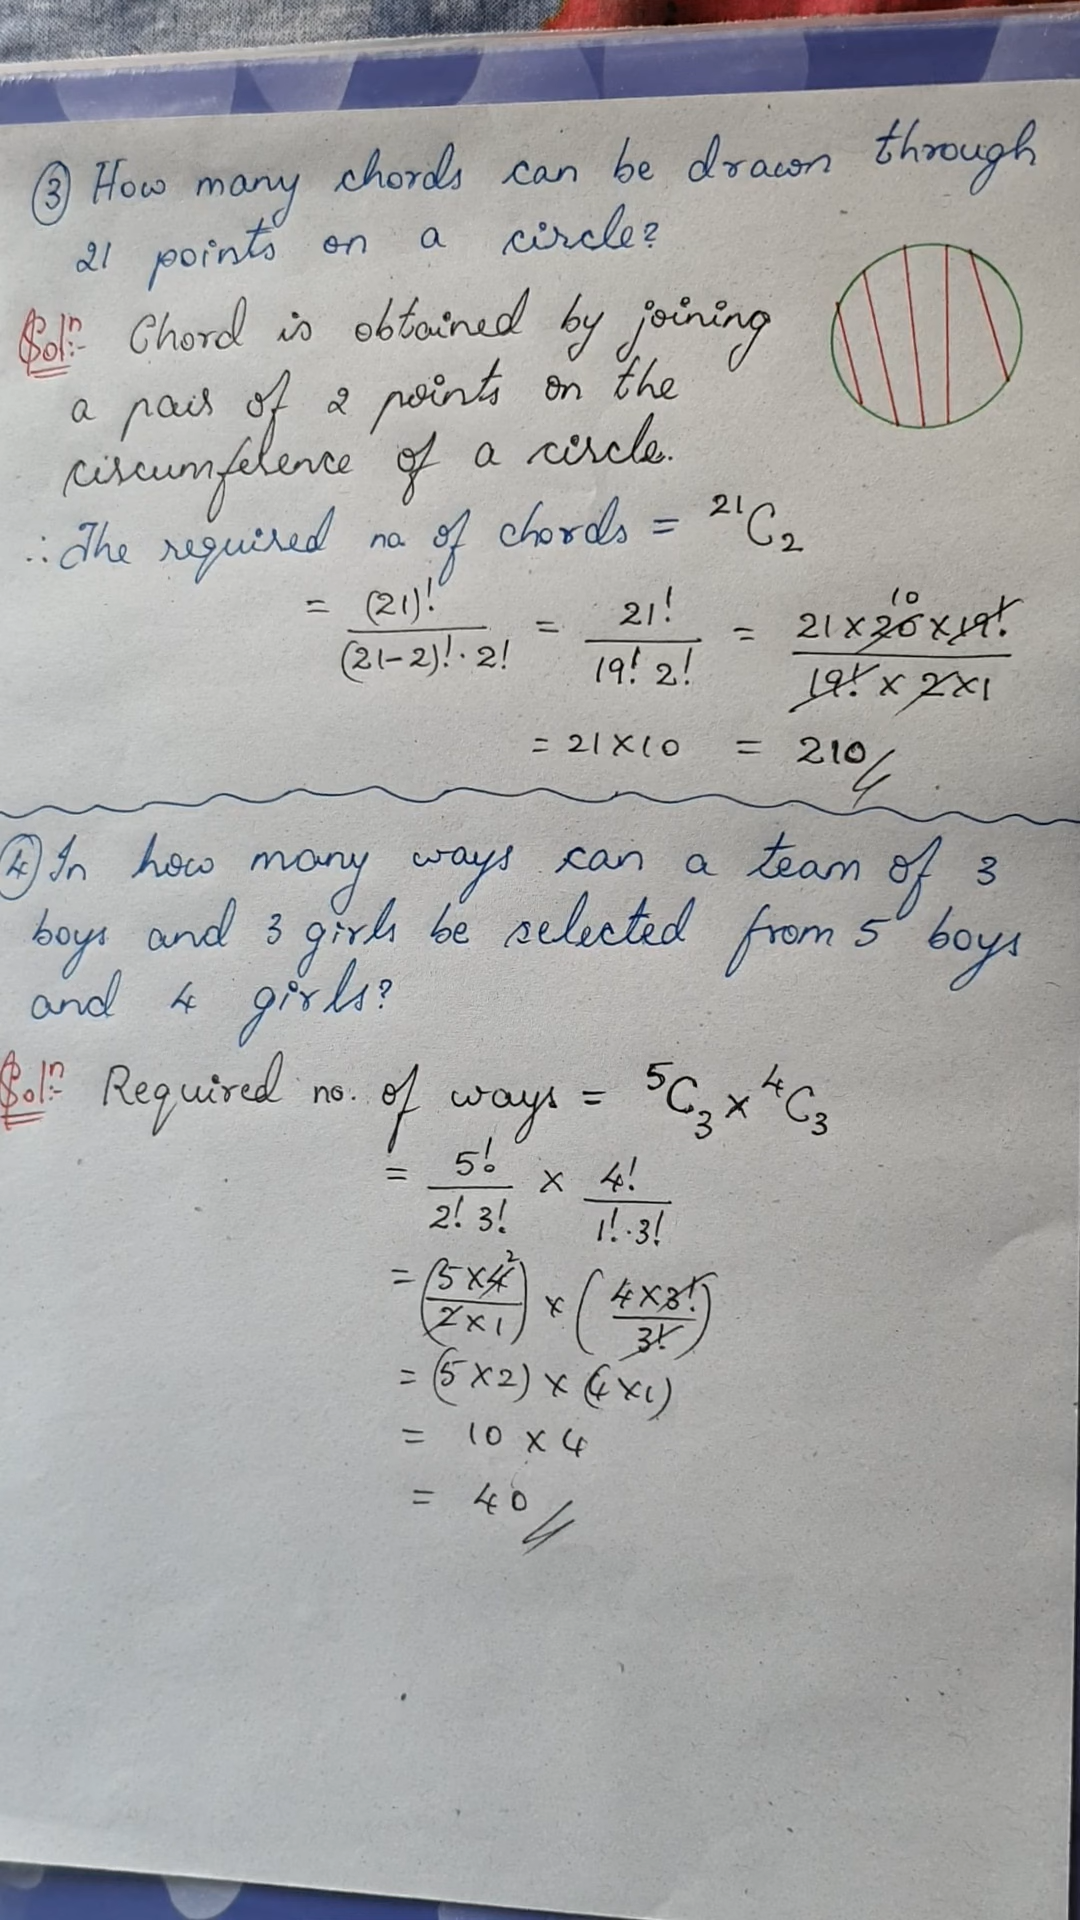 ③ How many chords can be drawn through
21 points on a circle?
Solⁿ:- Chord is obtained by joining
a pair of 2 points on the
circumference of a circle.
∴ The required no. of chords = ²¹C₂
= (21)!/(21-2)!·2! = 21!/19! 2! = 21×20×19!/19!×2×1 10
= 21×10 = 210//
④ In how many ways can a team of 3
boys and 3 girls be selected from 5 boys
and 4 girls?
Solⁿ:- Required no. of ways = ⁵C₃ × ⁴C₃
= 5!/2! 3! × 4!/1!·3!
= (5×4/2×1) × (4×3!/3!) 2
= (5×2) × (4×1)
= 10 × 4
= 40//